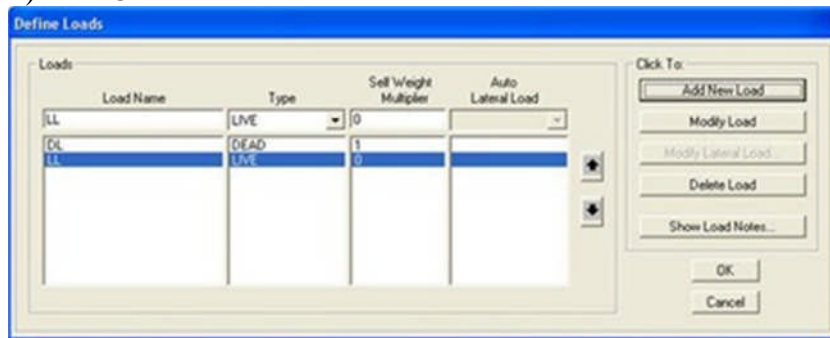 Define Loads
Loads
Click To:
Load Name Type Self Weight Multiplier Auto Lateral Load
LL LIVE 0
DL DEAD 1
LL LIVE 0
Add New Load
Modify Load
Modify Lateral Load...
Delete Load
Show Load Notes...
OK
Cancel